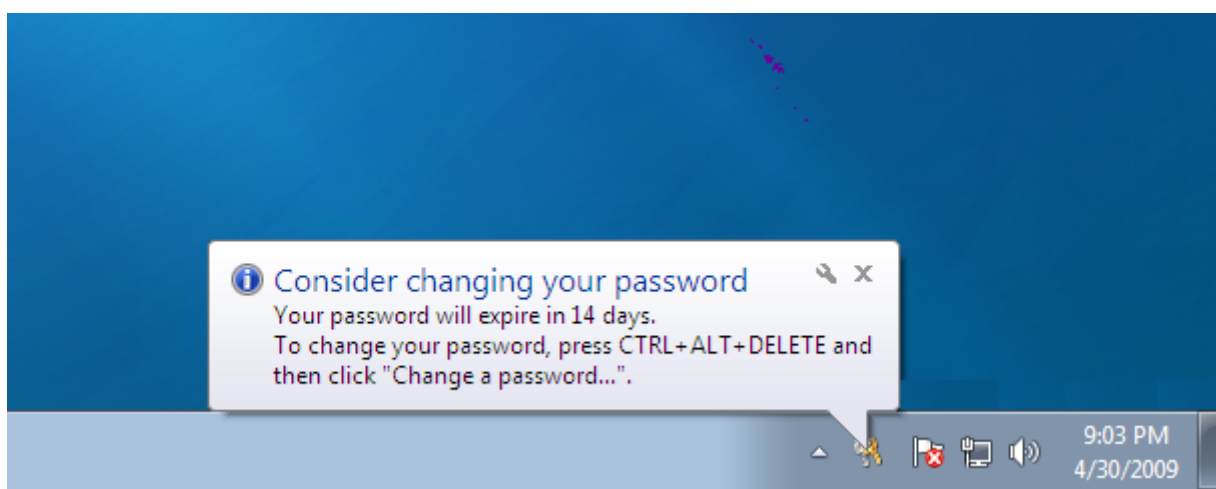 Consider changing your password
Your password will expire in 14 days.
To change your password, press CTRL+ALT+DELETE and
then click "Change a password...".
9:03 PM
4/30/2009